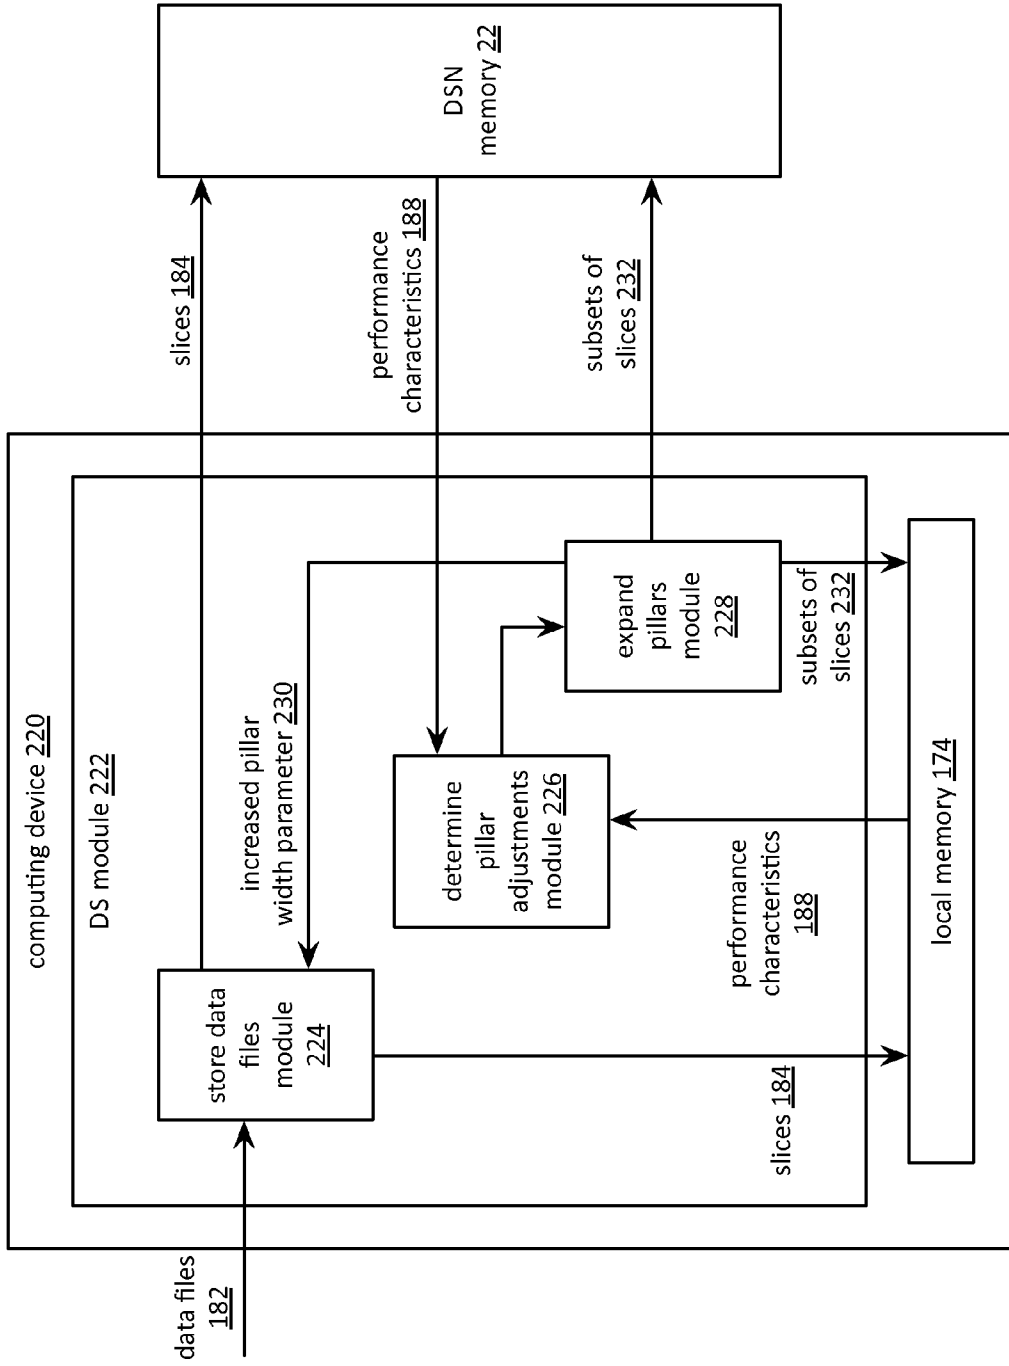 computing device 220
DS module 222
data files
182
store data
files
module
224
slices 184
increased pillar
width parameter 230
performance
characteristics 188
determine
pillar
adjustments
module 226
expand
pillars
module
228
subsets of
slices 232
DSN
memory 22
slices 184
performance
characteristics
188
subsets of
slices 232
local memory 174